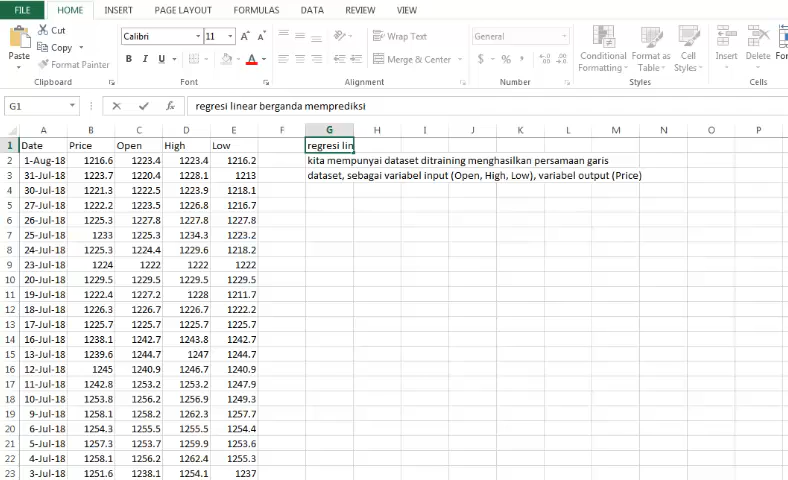 FILE HOME INSERT PAGE LAYOUT FORMULAS DATA REVIEW VIEW
Cut
Copy
Format Painter
Paste
Calibri 11 A A
B I U A
Wrap Text
Merge & Center
General
$ % ,
Conditional Formatting
Format as Table
Cell Styles
Insert Delete
Clipboard Font Alignment Number Styles Cells
G1 fx regresi linear berganda memprediksi
A B C D E F G H I J K L M N O P
1 Date Price Open High Low regresi lin
2 1-Aug-18 1216.6 1223.4 1223.4 1216.2 kita mempunyai dataset ditraining menghasilkan persamaan garis
3 31-Jul-18 1223.7 1220.4 1228.1 1213 dataset, sebagai variabel input (Open, High, Low), variabel output (Price)
4 30-Jul-18 1221.3 1222.5 1223.9 1218.1
5 27-Jul-18 1222.2 1223.5 1226.8 1216.7
6 26-Jul-18 1225.3 1227.8 1227.8 1227.8
7 25-Jul-18 1233 1225.3 1234.3 1223.2
8 24-Jul-18 1225.3 1224.4 1229.6 1218.2
9 23-Jul-18 1224 1222 1222 1222
10 20-Jul-18 1229.5 1229.5 1229.5 1229.5
11 19-Jul-18 1222.4 1227.2 1228 1211.7
12 18-Jul-18 1226.3 1226.7 1226.7 1222.2
13 17-Jul-18 1225.7 1225.7 1225.7 1225.7
14 16-Jul-18 1238.1 1242.7 1243.8 1242.7
15 13-Jul-18 1239.6 1244.7 1247 1244.7
16 12-Jul-18 1245 1240.9 1246.7 1240.9
17 11-Jul-18 1242.8 1253.2 1253.2 1247.9
18 10-Jul-18 1253.8 1256.2 1256.9 1249.3
19 9-Jul-18 1258.1 1258.2 1262.3 1257.7
20 6-Jul-18 1254.3 1255.5 1255.5 1254.4
21 5-Jul-18 1257.3 1253.7 1259.9 1253.6
22 4-Jul-18 1258.1 1256.2 1262.4 1255.3
23 3-Jul-18 1251.6 1238.1 1254.1 1237